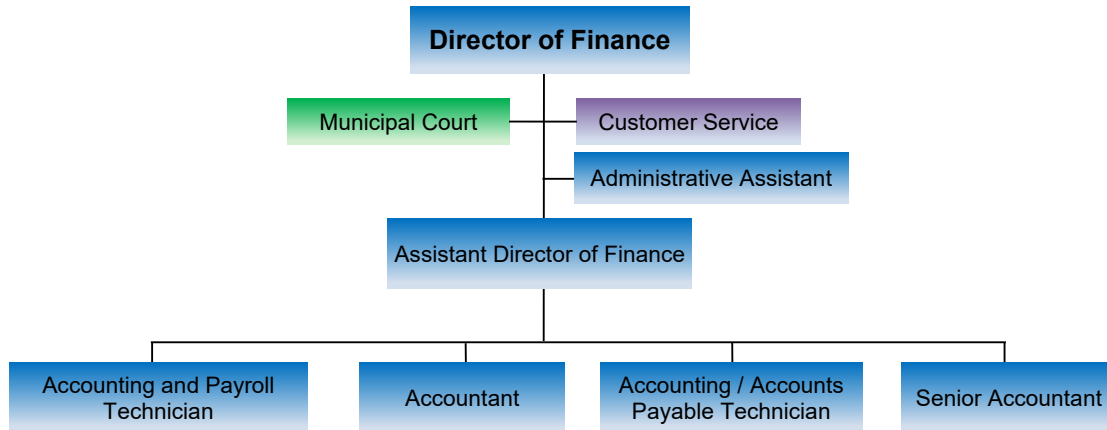 Director of Finance
Municipal Court
Customer Service
Administrative Assistant
Assistant Director of Finance
Accounting and Payroll
Technician
Accountant
Accounting / Accounts
Payable Technician
Senior Accountant